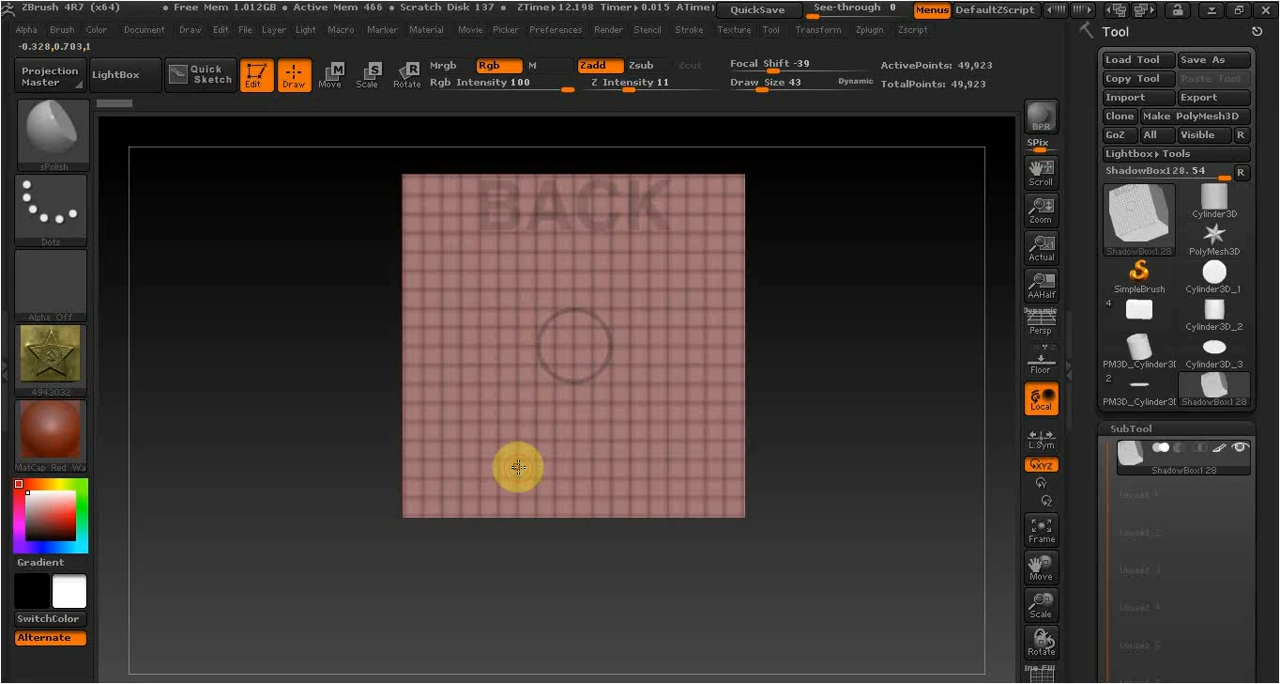 ZBrush 4R7 (x64) • Free Mem 1.012GB • Active Mem 466 • Scratch Disk 137 • ZTime▸12.198 Timer▸0.015 ATime▸ QuickSave See-through 0 Menus DefaultZScript
Alpha Brush Color Document Draw Edit File Layer Light Macro Marker Material Movie Picker Preferences Render Stencil Stroke Texture Tool Transform Zplugin Zscript
-0.328,0.703,1
Projection Master
LightBox
Quick Sketch
Edit
Draw
Move
Scale
Rotate
Mrgb Rgb M
Rgb Intensity 100
Zadd Zsub Zcut
Z Intensity 11
Focal Shift -39
Draw Size 43 Dynamic
ActivePoints: 49,923
TotalPoints: 49,923
sPolish
Dots
Alpha Off
4943032
MatCap Red Wa
Gradient
SwitchColor
Alternate
BACK
BPR
SPix
Scroll
Zoom
Actual
AAHalf
Dynamic
Persp
Floor
Local
L.Sym
XYZ
Y
Z
Frame
Move
Scale
Rotate
Line Fill
Tool
Load Tool Save As
Copy Tool Paste Tool
Import Export
Clone Make PolyMesh3D
GoZ All Visible R
Lightbox▸Tools
ShadowBox128. 54 R
ShadowBox128
Cylinder3D
PolyMesh3D
SimpleBrush
Cylinder3D_1
4
Cylinder3D_2
PM3D_Cylinder3D
Cylinder3D_3
2
PM3D_Cylinder3D
ShadowBox128
SubTool
ShadowBox128
Unused 1
Unused 2
Unused 3
Unused 4
Unused 5